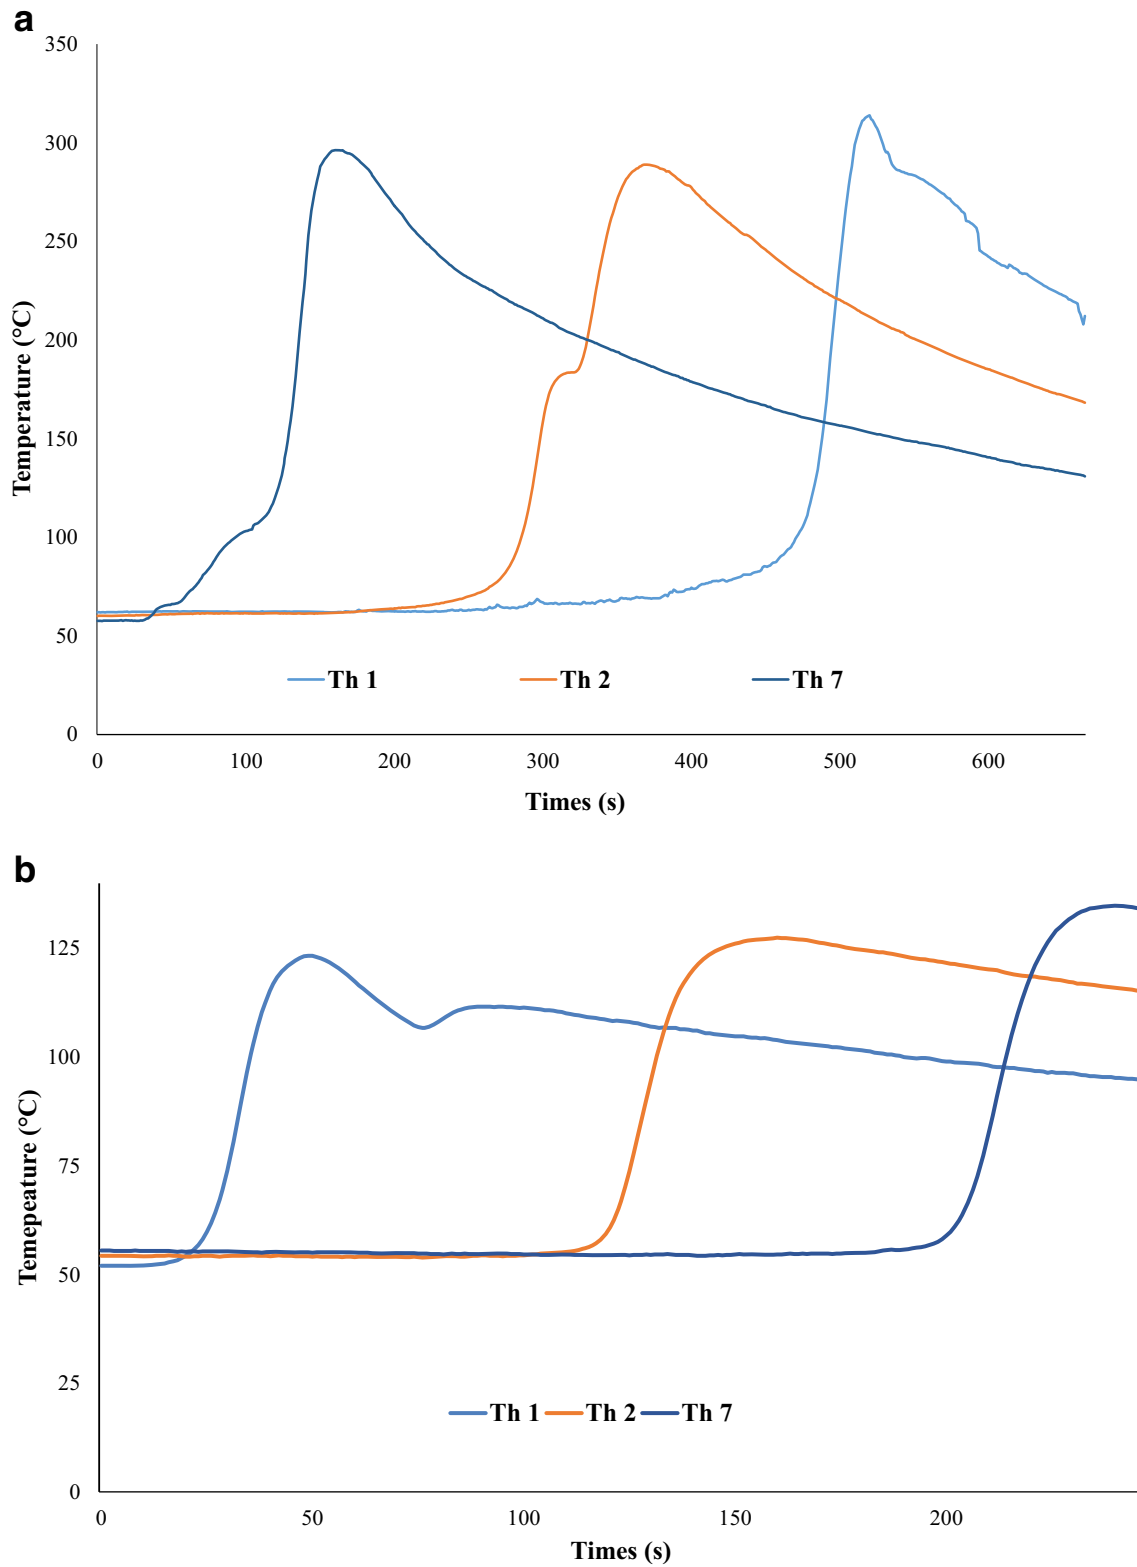 a
350
300
250
200
150
100
50
0
Temperature (°C)
Th 1 Th 2 Th 7
0 100 200 300 400 500 600
Times (s)
b
125
100
75
50
25
0
Temepeature (°C)
Th 1 Th 2 Th 7
0 50 100 150 200
Times (s)